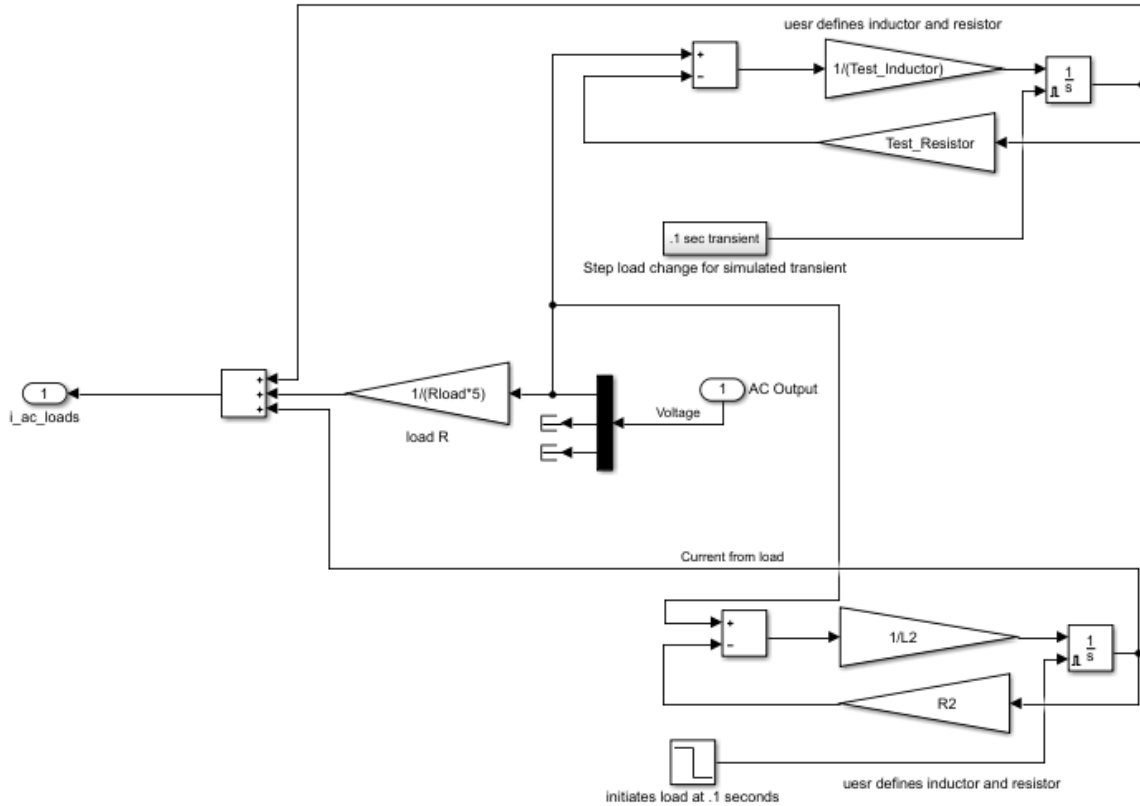 uesr defines inductor and resistor
+
−
1/(Test_Inductor)
1
s
Test_Resistor
.1 sec transient
Step load change for simulated transient
1
i_ac_loads
+
+
+
1/(Rload*5)
load R
1
AC Output
Voltage
Current from load
+
−
1/L2
1
s
R2
initiates load at .1 seconds
uesr defines inductor and resistor